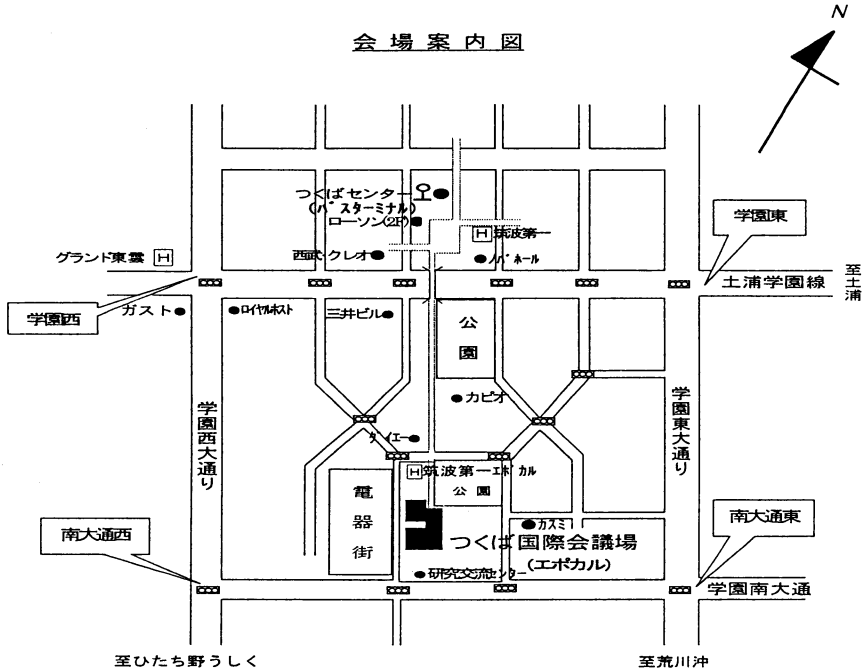 N
会場案内図
つくばセンター
(バスターミナル)
ローソン(2F)
学園東
H 筑波第一
グランド東雲 H
西武・クレオ
ノバホール
至土浦
土浦学園線
学園西
ガスト
ロイヤルホスト
三井ビル
公園
カピオ
学園西大通り
学園東大通り
ダイエー
H 筑波第一エポカル
公園
電器街
南大通西
南大通東
カスミ
つくば国際会議場
(エポカル)
研究交流センター
学園南大通
至ひたち野うしく
至荒川沖